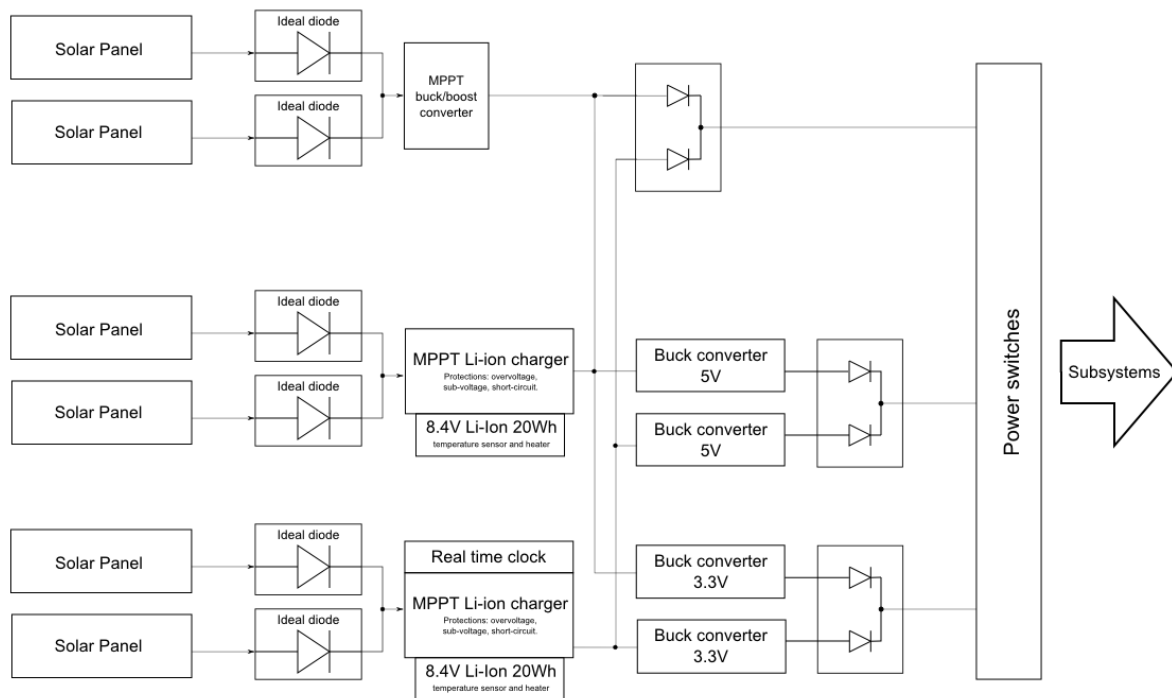 Solar Panel
Ideal diode
Solar Panel
Ideal diode
MPPT
buck/boost
converter
Solar Panel
Ideal diode
Solar Panel
Ideal diode
MPPT Li-ion charger
Protections: overvoltage,
sub-voltage, short-circuit.
8.4V Li-Ion 20Wh
temperature sensor and heater
Buck converter
5V
Buck converter
5V
Solar Panel
Ideal diode
Solar Panel
Ideal diode
Real time clock
MPPT Li-ion charger
Protections: overvoltage,
sub-voltage, short-circuit.
8.4V Li-Ion 20Wh
temperature sensor and heater
Buck converter
3.3V
Buck converter
3.3V
Power switches
Subsystems